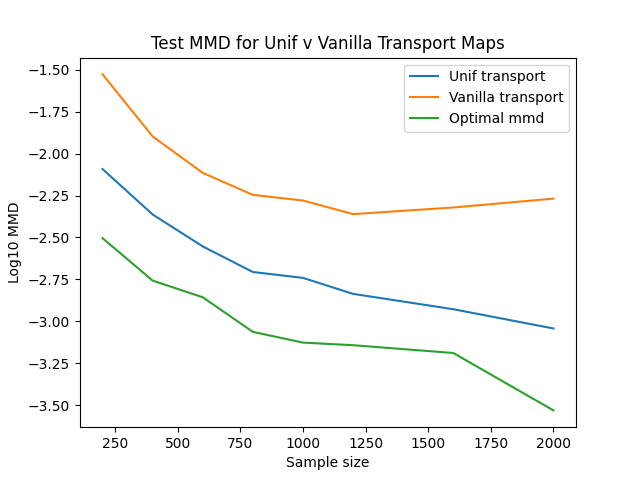 Test MMD for Unif v Vanilla Transport Maps
Unif transport
Vanilla transport
Optimal mmd
Log10 MMD
−1.50
−1.75
−2.00
−2.25
−2.50
−2.75
−3.00
−3.25
−3.50
250
500
750
1000
1250
1500
1750
2000
Sample size